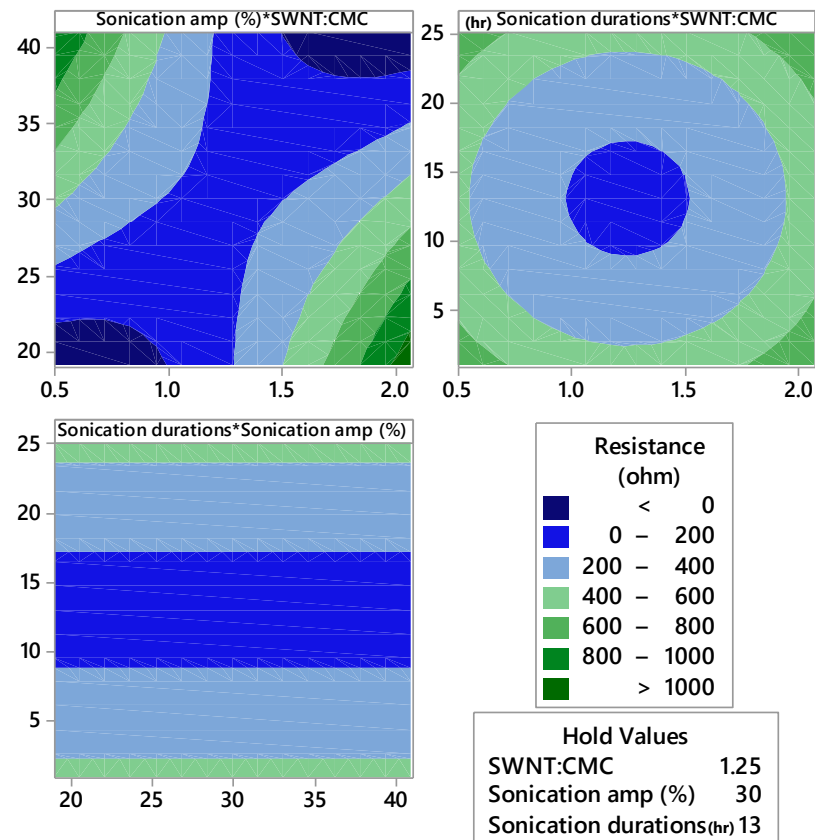 Sonication amp (%)*SWNT:CMC
40
35
30
25
20
0.5 1.0 1.5 2.0
(hr) Sonication durations*SWNT:CMC
25
20
15
10
5
0.5 1.0 1.5 2.0
Sonication durations*Sonication amp (%)
25
20
15
10
5
20 25 30 35 40
Resistance
(ohm)
< 0
0 – 200
200 – 400
400 – 600
600 – 800
800 – 1000
> 1000
Hold Values
SWNT:CMC 1.25
Sonication amp (%) 30
Sonication durations(hr) 13